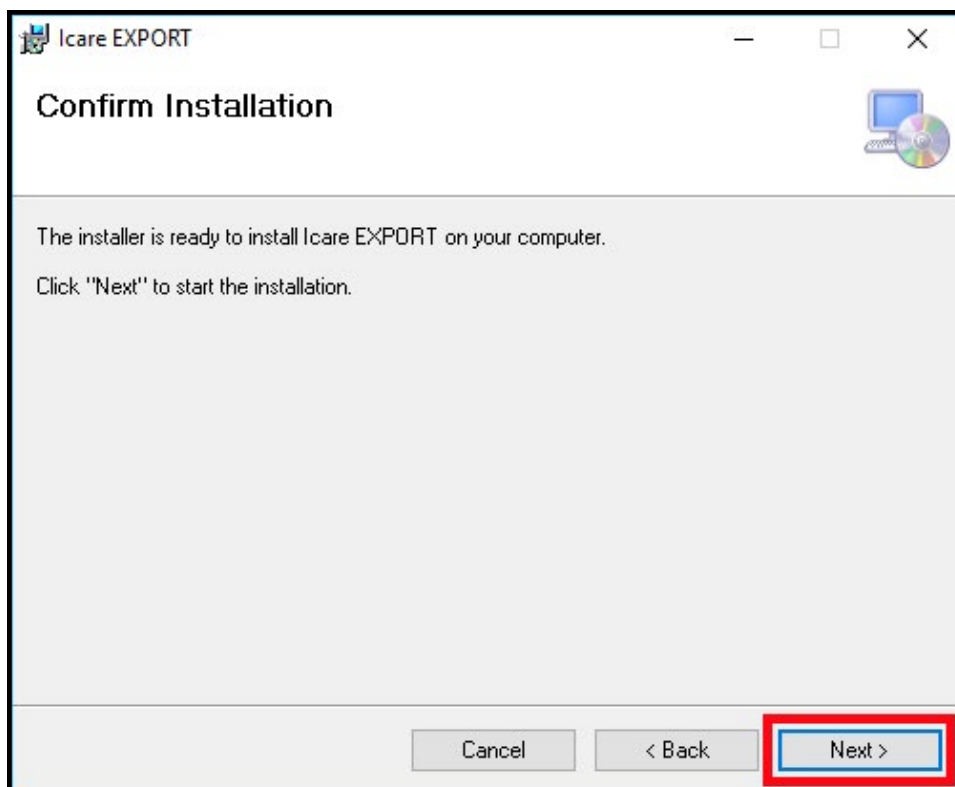 Icare EXPORT
Confirm Installation
The installer is ready to install Icare EXPORT on your computer.
Click "Next" to start the installation.
Cancel
< Back
Next >